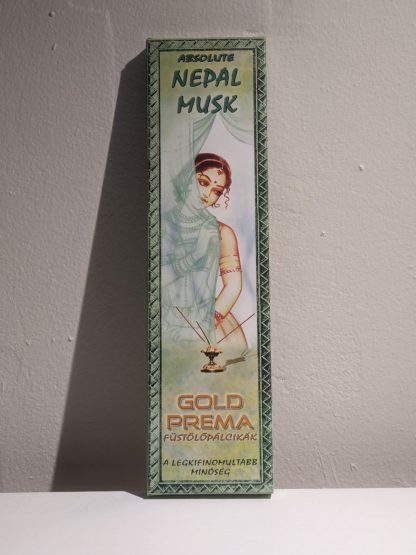 ABSOLUTE
NEPAL
MUSK
GOLD
PREMA
FÜSTÖLŐPÁLCIKÁK
A LEGKIFINOMULTABB
MINŐSÉG